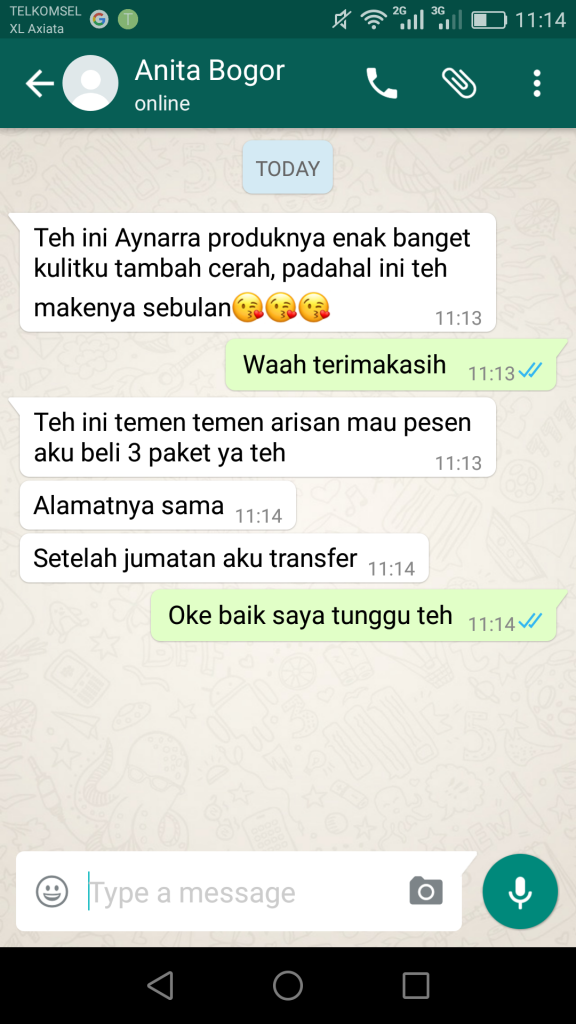 TELKOMSEL
XL Axiata
G T 2G 3G 11:14
Anita Bogor
online
TODAY
Teh ini Aynarra produknya enak banget
kulitku tambah cerah, padahal ini teh
makenya sebulan😘😘😘 11:13
Waah terimakasih 11:13
Teh ini temen temen arisan mau pesen
aku beli 3 paket ya teh 11:13
Alamatnya sama 11:14
Setelah jumatan aku transfer 11:14
Oke baik saya tunggu teh 11:14
Type a message